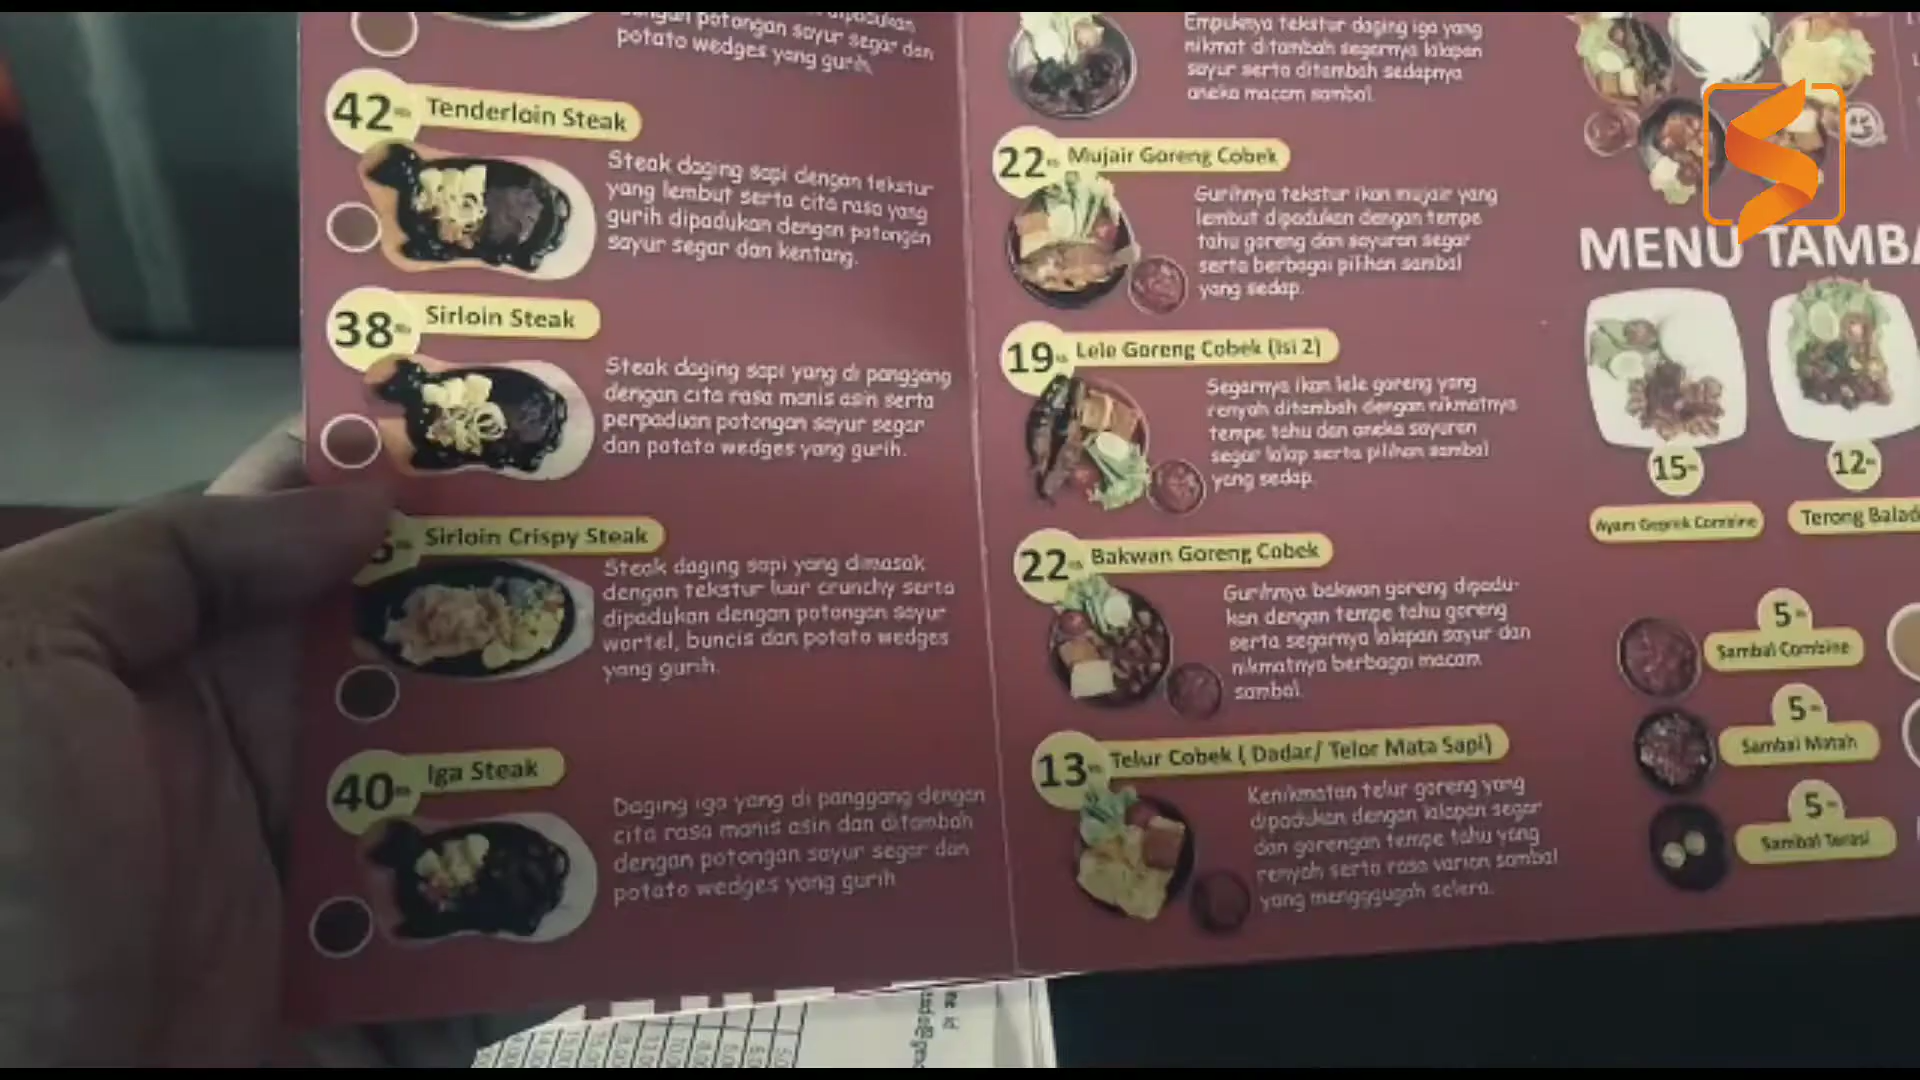 dengan potongan sayur segar dan
potato wedges yang gurih.
42
Tenderloin Steak
Steak daging sapi dengan tekstur
yang lembut serta cita rasa yang
gurih dipadukan dengan potongan
sayur segar dan kentang.
38
Sirloin Steak
Steak daging sapi yang di panggang
dengan cita rasa manis asin serta
perpaduan potongan sayur segar
dan potato wedges yang gurih.
Sirloin Crispy Steak
Steak daging sapi yang dimasak
dengan tekstur luar crunchy serta
dipadukan dengan potongan sayur
wortel, buncis dan potato wedges
yang gurih.
40
Iga Steak
Daging iga yang di panggang dengan
cita rasa manis asin dan ditambah
dengan potongan sayur segar dan
potato wedges yang gurih
Empuknya tekstur daging iga yang
nikmat ditambah segarnya lalapan
sayur serta ditambah sedapnya
aneka macam sambal.
22
Mujair Goreng Cobek
Gurihnya tekstur ikan mujair yang
lembut dipadukan dengan tempe
tahu goreng dan sayuran segar
serta berbagai pilihan sambal
yang sedap.
19
Lele Goreng Cobek (Isi 2)
Segarnya ikan lele goreng yang
renyah ditambah dengan nikmatnya
tempe tahu dan aneka sayuran
segar lalap serta pilihan sambal
yang sedap.
22
Bakwan Goreng Cobek
Gurihnya bakwan goreng dipadu-
kan dengan tempe tahu goreng
serta segarnya lalapan sayur dan
nikmatnya berbagai macam
sambal.
13
Telur Cobek ( Dadar/ Telor Mata Sapi)
Kenikmatan telur goreng yang
dipadukan dengan lalapan segar
dan gorengan tempe tahu yang
renyah serta rasa varian sambal
yang mengggugah selera.
MENU TAMBA
15
Ayam Geprek Combine
12
Terong Balad
5
Sambal Combine
5
Sambal Matah
5
Sambal Terasi